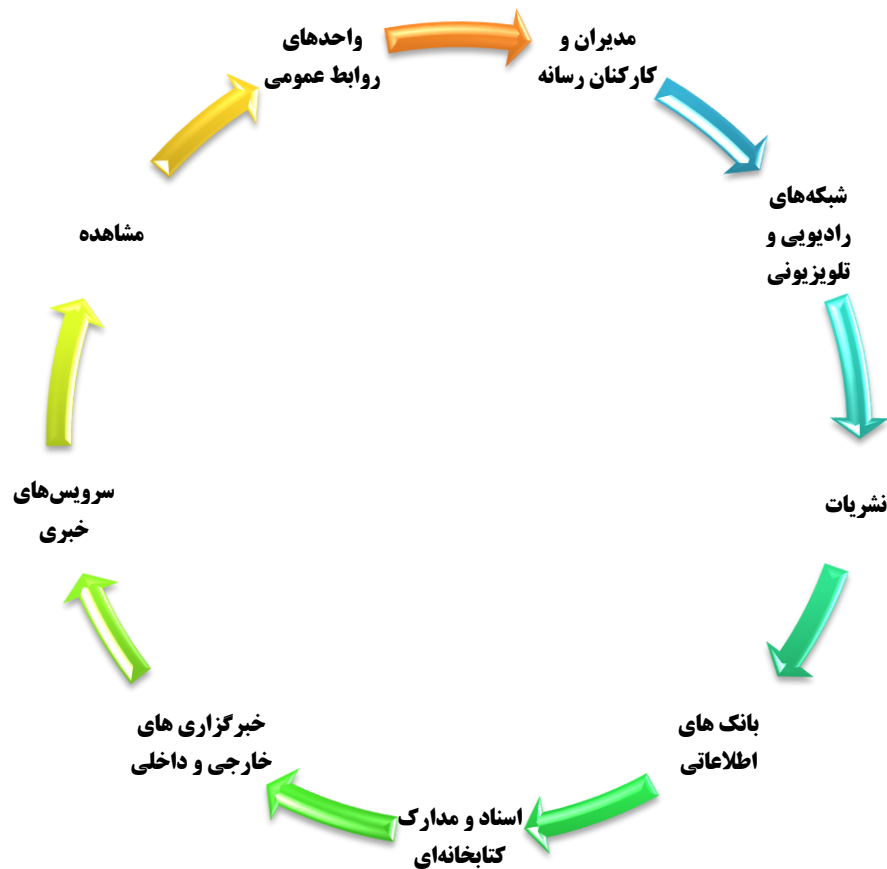 مدیران و
کارکنان رسانه
شبکه‌های
رادیویی و
تلویزیونی
نشریات
بانک های
اطلاعاتی
اسناد و مدارک
کتابخانه‌ای
خبرگزاری های
خارجی و داخلی
سرویس‌های
خبری
مشاهده
واحدهای
روابط عمومی